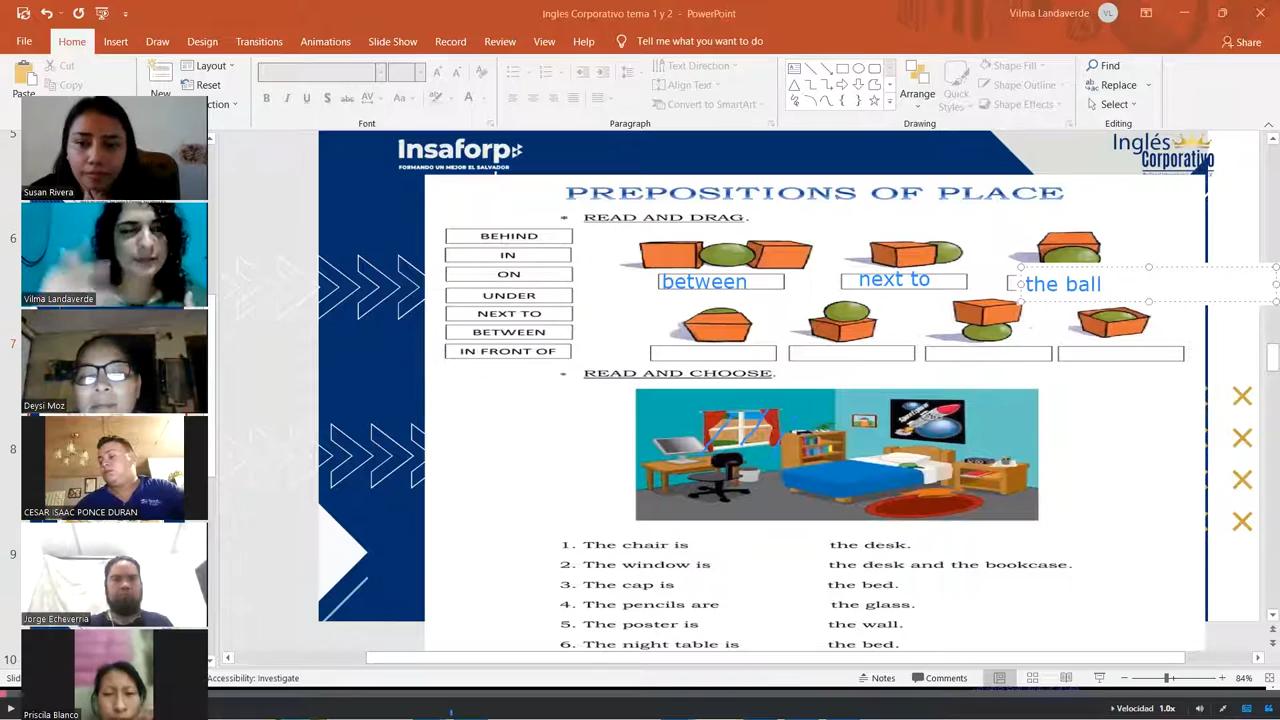 Ingles Corporativo tema 1 y 2 - PowerPoint
Vilma Landaverde
VL
File
Home
Insert
Draw
Design
Transitions
Animations
Slide Show
Record
Review
View
Help
Tell me what you want to do
Share
Cut
Copy
Paste
New
Layout
Reset
Section
Font
Text Direction
Align Text
Convert to SmartArt
Paragraph
Arrange
Quick
Styles
Shape Fill
Shape Outline
Shape Effects
Drawing
Find
Replace
Select
Editing
Susan Rivera
Vilma Landaverde
Deysi Moz
CESAR ISAAC PONCE DURAN
Jorge Echeverria
Priscila Blanco
5
6
7
8
9
10
Insaforp
FORMANDO UN MEJOR EL SALVADOR
Inglés
Corporativo
PREPOSITIONS OF PLACE
* READ AND DRAG.
BEHIND
IN
ON
UNDER
NEXT TO
BETWEEN
IN FRONT OF
between
next to
the ball
* READ AND CHOOSE.
1. The chair is the desk.
2. The window is the desk and the bookcase.
3. The cap is the bed.
4. The pencils are the glass.
5. The poster is the wall.
6. The night table is the bed.
Accessibility: Investigate
Notes
Comments
84%
Velocidad 1.0x